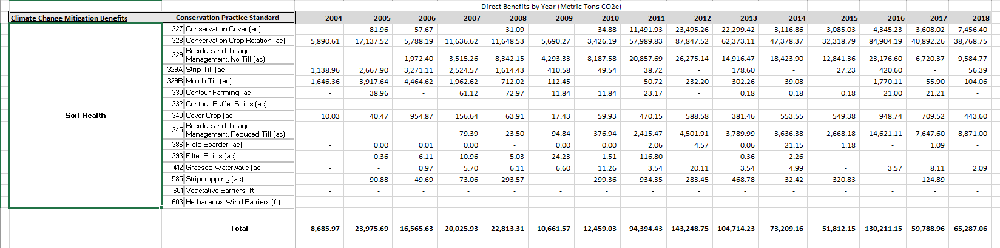 Direct Benefits by Year (Metric Tons CO2e)
Climate Change Mitigation Benefits Conservation Practice Standard 2004 2005 2006 2007 2008 2009 2010 2011 2012 2013 2014 2015 2016 2017 2018
327 Conservation Cover (ac) - 81.96 57.67 - 31.09 - 34.88 11,491.93 23,495.26 22,299.42 3,116.86 3,085.03 4,345.23 3,608.02 7,456.40
328 Conservation Crop Rotation (ac) 5,890.61 17,137.52 5,788.19 11,636.62 11,648.53 5,690.27 3,426.19 57,989.83 87,847.52 62,373.11 47,378.37 32,318.79 84,904.19 40,892.26 38,768.75
329 Residue and Tillage
Management, No Till (ac) - - 1,972.40 3,515.26 8,342.15 4,293.33 8,187.58 20,857.69 26,275.14 14,916.47 18,423.90 12,841.36 23,176.60 6,720.37 9,584.77
329A Strip Till (ac) 1,138.96 2,667.90 3,271.11 2,524.57 1,614.43 410.58 49.54 38.72 - 178.60 - 27.23 420.60 - 56.39
329B Mulch Till (ac) 1,646.36 3,917.64 4,464.62 1,962.62 712.02 112.45 - 50.72 232.20 302.26 39.08 - 1,770.11 55.90 104.06
330 Contour Farming (ac) - 38.96 - 61.12 72.97 11.84 11.84 23.17 - 0.18 0.18 0.18 21.00 21.21 -
332 Contour Buffer Strips (ac) - - - - - - - - - - - - - - -
Soil Health 340 Cover Crop (ac) 10.03 40.47 954.87 156.64 63.91 17.43 59.93 470.15 588.58 381.46 553.55 549.38 948.74 709.52 443.60
345 Residue and Tillage
Management, Reduced Till (ac) - - - 79.39 23.50 94.84 376.94 2,415.47 4,501.91 3,789.99 3,636.38 2,668.18 14,621.11 7,647.60 8,871.00
386 Field Boarder (ac) - 0.00 0.01 0.00 - 0.00 0.00 2.06 4.57 0.06 21.15 1.18 - 1.09 -
393 Filter Strips (ac) - 0.36 6.11 10.96 5.03 24.23 1.51 116.80 - 0.36 2.26 - - - -
412 Grassed Waterways (ac) - - 0.97 5.70 6.11 6.60 11.26 3.54 20.11 3.54 4.99 - 3.57 8.11 2.09
585 Stripcropping (ac) - 90.88 49.69 73.06 293.57 - 299.36 934.35 283.45 468.78 32.42 320.83 - 124.89 -
601 Vegetative Barriers (ft) - - - - - - - - - - - - - - -
603 Herbaceous Wind Barriers (ft) - - - - - - - - - - - - - - -
Total 8,685.97 23,975.69 16,565.63 20,025.93 22,813.31 10,661.57 12,459.03 94,394.43 143,248.75 104,714.23 73,209.16 51,812.15 130,211.15 59,788.96 65,287.06